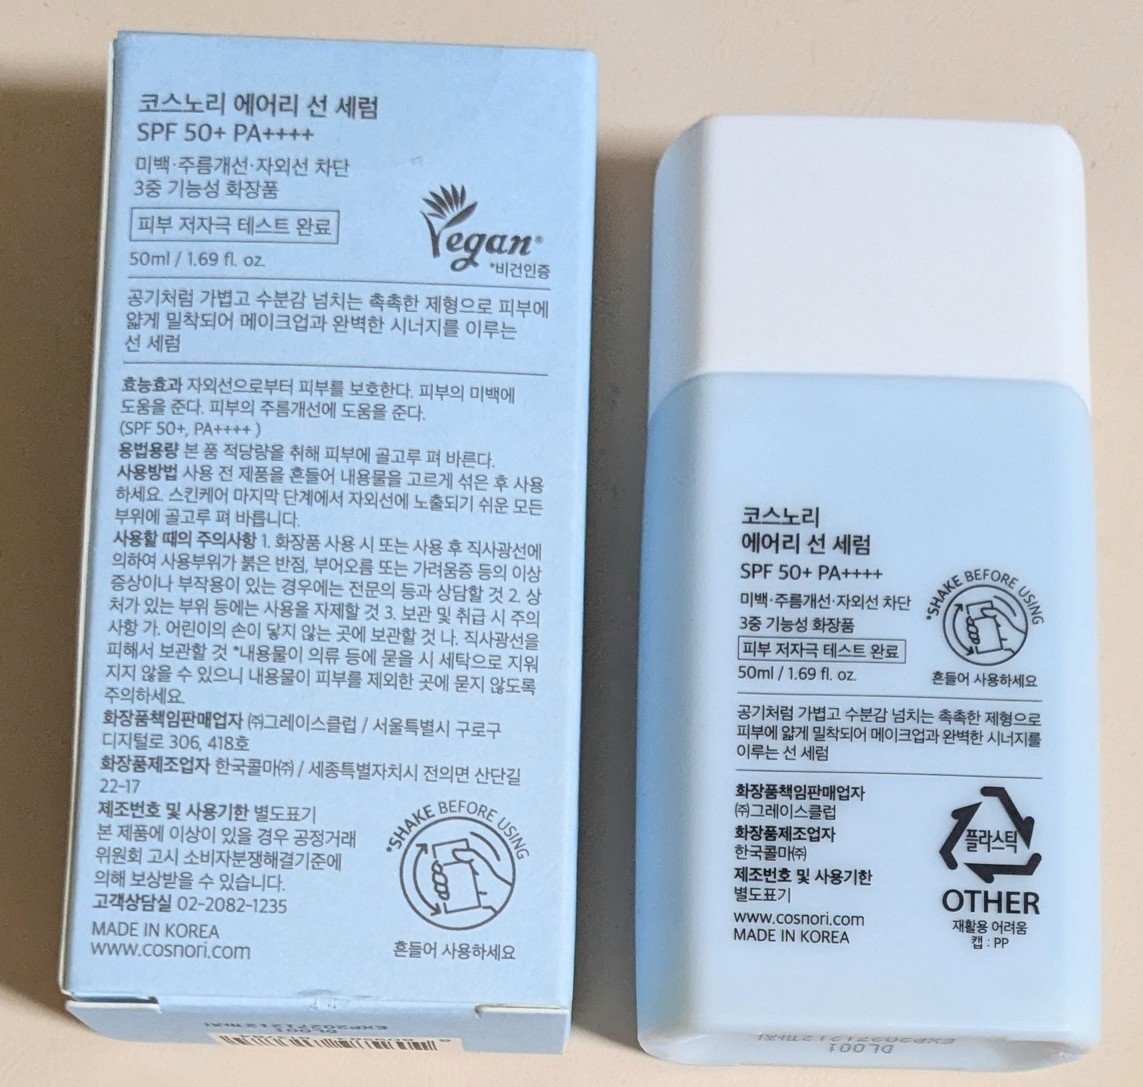 코스노리 에어리 선 세럼
SPF 50+ PA++++
미백·주름개선·자외선 차단
3중 기능성 화장품
피부 저자극 테스트 완료
50ml / 1.69 fl. oz.
Vegan®
*비건인증
공기처럼 가볍고 수분감 넘치는 촉촉한 제형으로 피부에
얇게 밀착되어 메이크업과 완벽한 시너지를 이루는
선 세럼
효능효과 자외선으로부터 피부를 보호한다. 피부의 미백에
도움을 준다. 피부의 주름개선에 도움을 준다.
(SPF 50+, PA++++ )
용법용량 본 품 적당량을 취해 피부에 골고루 펴 바른다.
사용방법 사용 전 제품을 흔들어 내용물을 고르게 섞은 후 사용
하세요. 스킨케어 마지막 단계에서 자외선에 노출되기 쉬운 모든
부위에 골고루 펴 바릅니다.
사용할 때의 주의사항 1. 화장품 사용 시 또는 사용 후 직사광선에
의하여 사용부위가 붉은 반점, 부어오름 또는 가려움증 등의 이상
증상이나 부작용이 있는 경우에는 전문의 등과 상담할 것 2. 상
처가 있는 부위 등에는 사용을 자제할 것 3. 보관 및 취급 시 주의
사항 가. 어린이의 손이 닿지 않는 곳에 보관할 것 나. 직사광선을
피해서 보관할 것 *내용물이 의류 등에 묻을 시 세탁으로 지워
지지 않을 수 있으니 내용물이 피부를 제외한 곳에 묻지 않도록
주의하세요.
화장품책임판매업자 ㈜그레이스클럽 / 서울특별시 구로구
디지털로 306, 418호
화장품제조업자 한국콜마㈜ / 세종특별자치시 전의면 산단길
22-17
제조번호 및 사용기한 별도표기
본 제품에 이상이 있을 경우 공정거래
위원회 고시 소비자분쟁해결기준에
의해 보상받을 수 있습니다.
고객상담실 02-2082-1235
MADE IN KOREA
www.cosnori.com
*SHAKE BEFORE USING
흔들어 사용하세요
DL001
EXP20271212까지
코스노리
에어리 선 세럼
SPF 50+ PA++++
미백·주름개선·자외선 차단
3중 기능성 화장품
피부 저자극 테스트 완료
50ml / 1.69 fl. oz.
*SHAKE BEFORE USING
흔들어 사용하세요
공기처럼 가볍고 수분감 넘치는 촉촉한 제형으로
피부에 얇게 밀착되어 메이크업과 완벽한 시너지를
이루는 선 세럼
화장품책임판매업자
㈜그레이스클럽
화장품제조업자
한국콜마㈜
제조번호 및 사용기한
별도표기
www.cosnori.com
MADE IN KOREA
플라스틱
OTHER
재활용 어려움
캡 : PP
DL001
EXP20271212까지